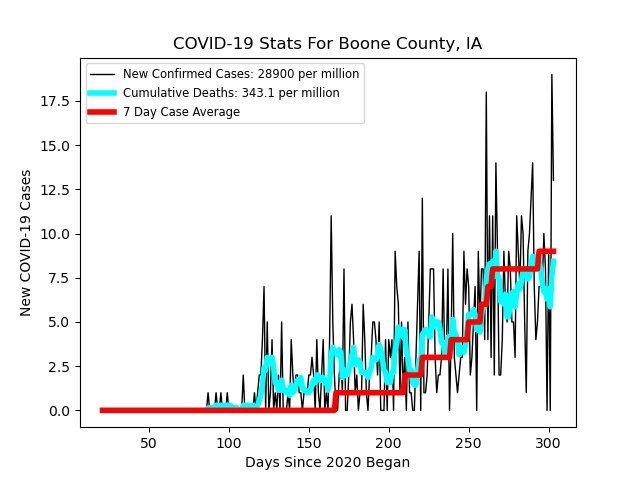 COVID-19 Stats For Boone County, IA
New Confirmed Cases: 28900 per million
Cumulative Deaths: 343.1 per million
7 Day Case Average
New COVID-19 Cases
17.5
15.0
12.5
10.0
7.5
5.0
2.5
0.0
50 100 150 200 250 300
Days Since 2020 Began